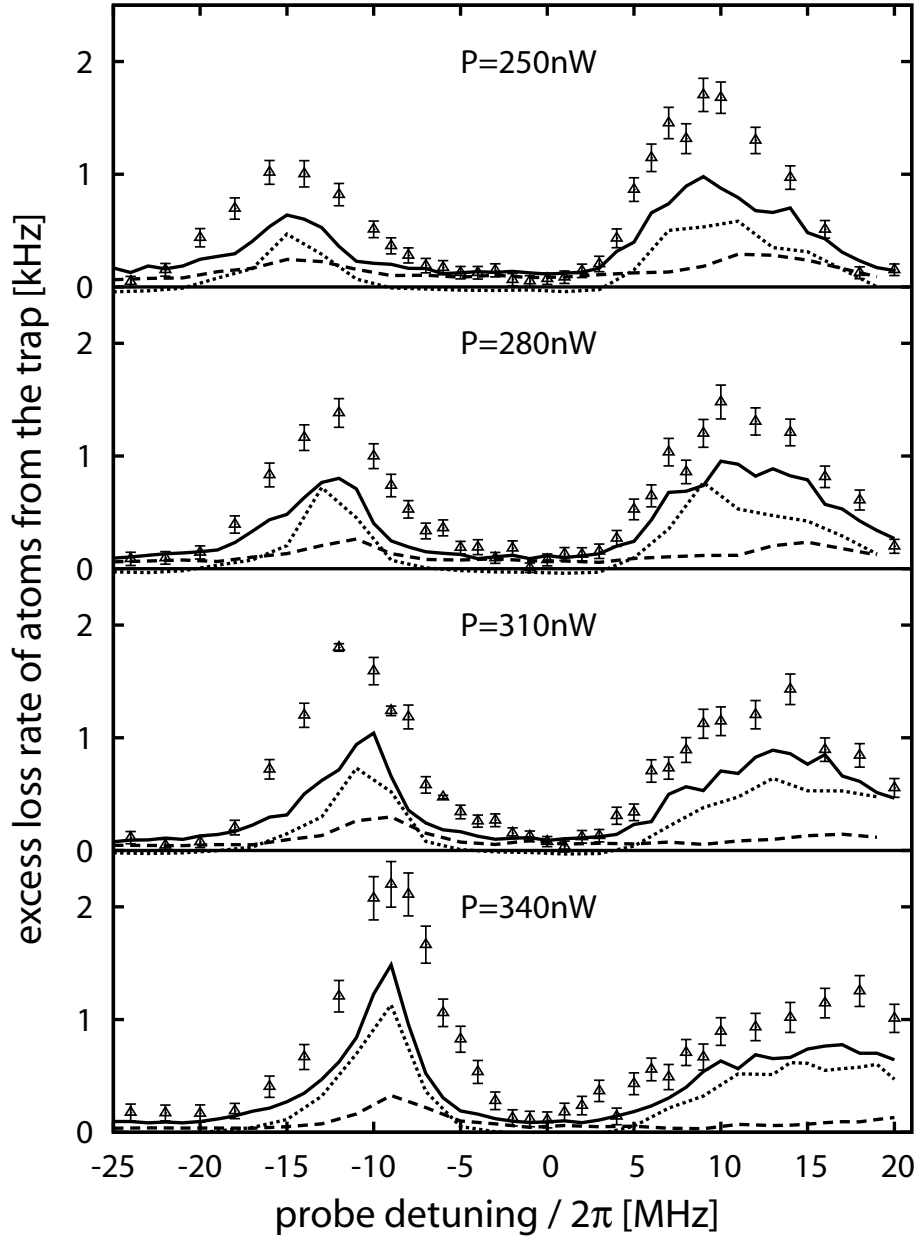 excess loss rate of atoms from the trap [kHz]
P=250nW
2
1
0
P=280nW
2
1
0
P=310nW
2
1
0
P=340nW
2
1
0
-25 -20 -15 -10 -5 0 5 10 15 20
probe detuning / 2π [MHz]